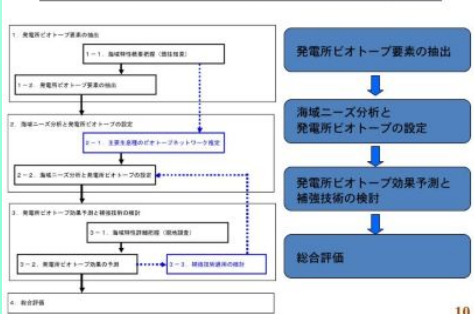 1．発電所ビオトープ要素の抽出
1－1．海域特性概要把握（既往知見）
1－2．発電所ビオトープ要素の抽出
2．海域ニーズ分析と発電所ビオトープの設定
2－1．主要生息種のビオトープネットワーク推定
2－2．海域ニーズ分析と発電所ビオトープの設定
3．発電所ビオトープ効果予測と補強技術の検討
3－1．海域特性詳細把握（現地調査）
3－2．発電所ビオトープ効果の予測
3－3．補強技術適用の検討
4．総合評価
発電所ビオトープ要素の抽出
海域ニーズ分析と
発電所ビオトープの設定
発電所ビオトープ効果予測と
補強技術の検討
総合評価
10